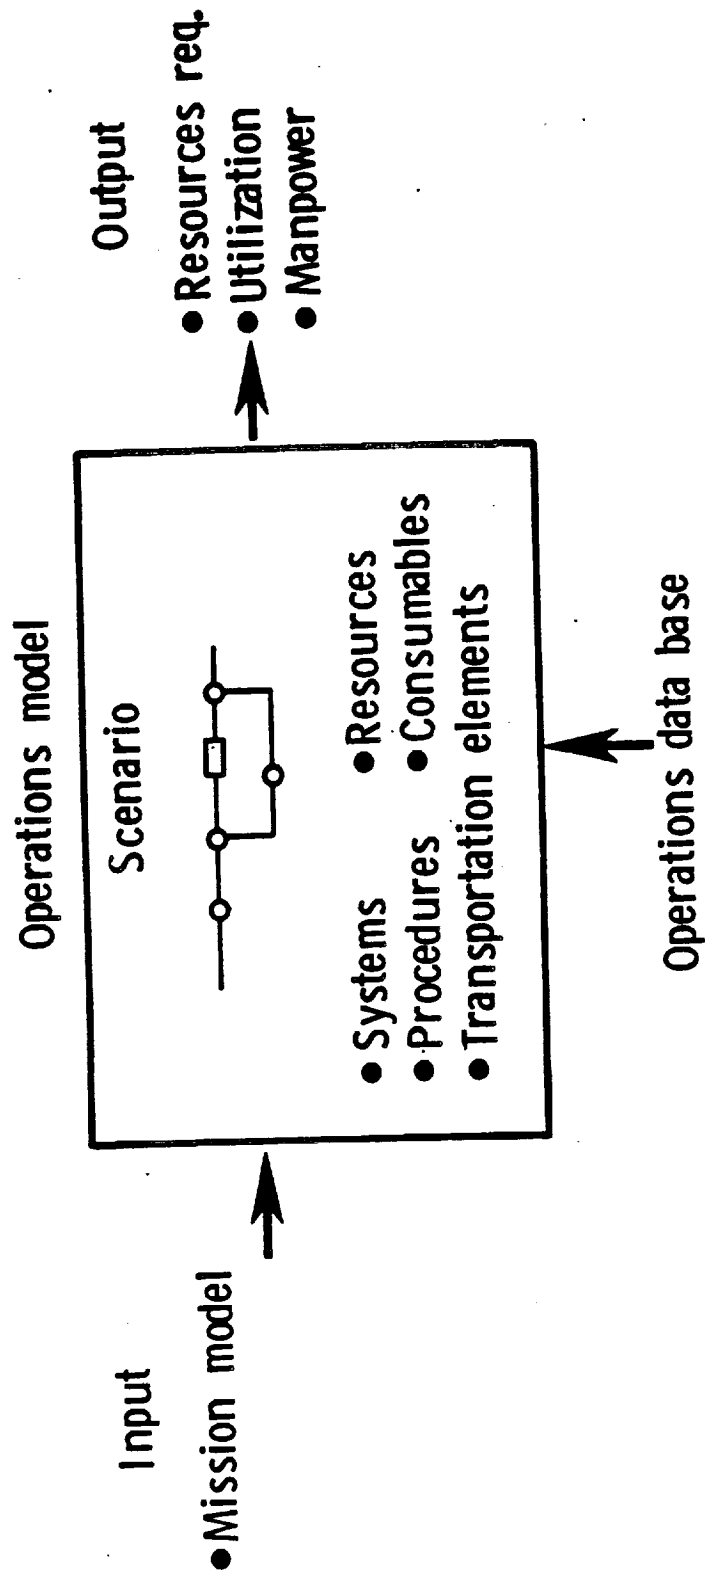 Operations model
Input
● Mission model
Scenario
● Systems
● Procedures
● Transportation elements
● Resources
● Consumables
Output
● Resources req.
● Utilization
● Manpower
Operations data base